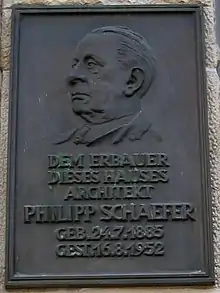 DEM ERBAUER
DIESES HAUSES
ARCHITEKT
PHILIPP SCHAEFER
GEB. 24.7.1885
GEST. 16.8.1952